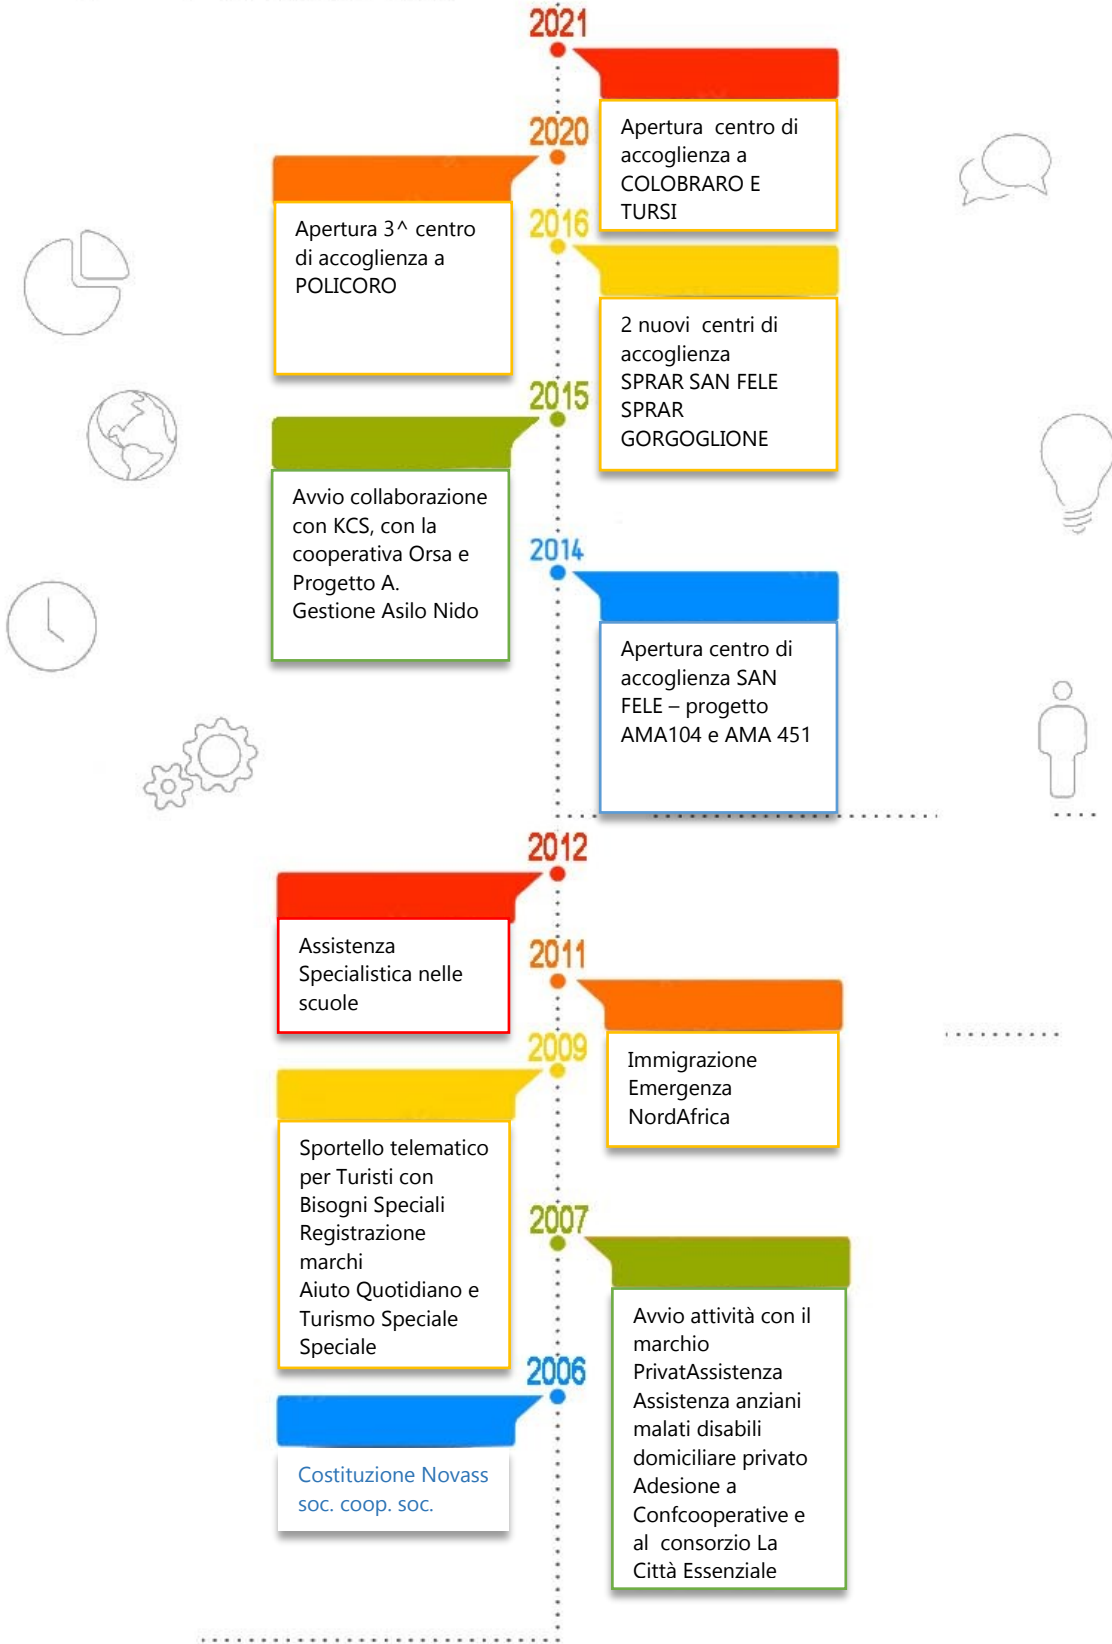 2021
Apertura centro di
accoglienza a
COLOBRARO E
TURSI
2020
Apertura 3^ centro
di accoglienza a
POLICORO
2016
2 nuovi centri di
accoglienza
SPRAR SAN FELE
SPRAR
GORGOGLIONE
2015
Avvio collaborazione
con KCS, con la
cooperativa Orsa e
Progetto A.
Gestione Asilo Nido
2014
Apertura centro di
accoglienza SAN
FELE – progetto
AMA104 e AMA 451
2012
Assistenza
Specialistica nelle
scuole
2011
Immigrazione
Emergenza
NordAfrica
2009
Sportello telematico
per Turisti con
Bisogni Speciali
Registrazione
marchi
Aiuto Quotidiano e
Turismo Speciale
Speciale
2007
Avvio attività con il
marchio
PrivatAssistenza
Assistenza anziani
malati disabili
domiciliare privato
Adesione a
Confcooperative e
al consorzio La
Città Essenziale
2006
Costituzione Novass
soc. coop. soc.